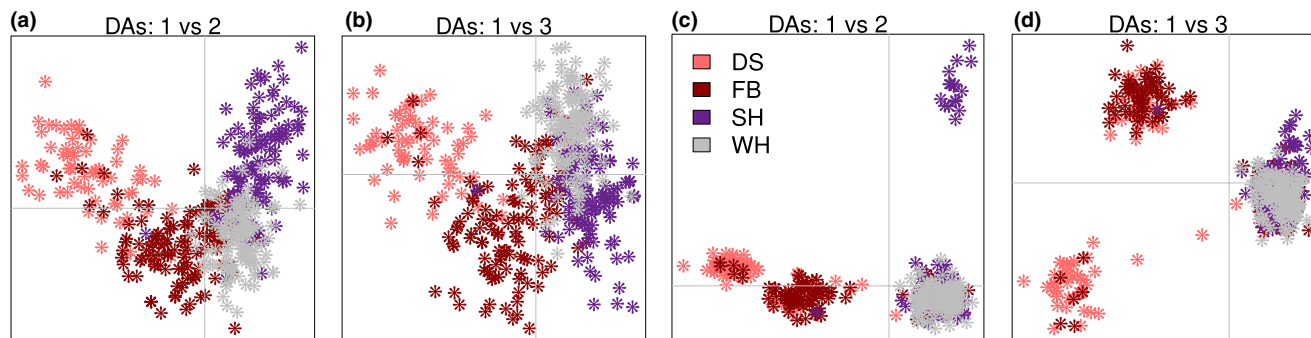 (a) DAs: 1 vs 2
(b) DAs: 1 vs 3
(c) DAs: 1 vs 2
(d) DAs: 1 vs 3
DS
FB
SH
WH